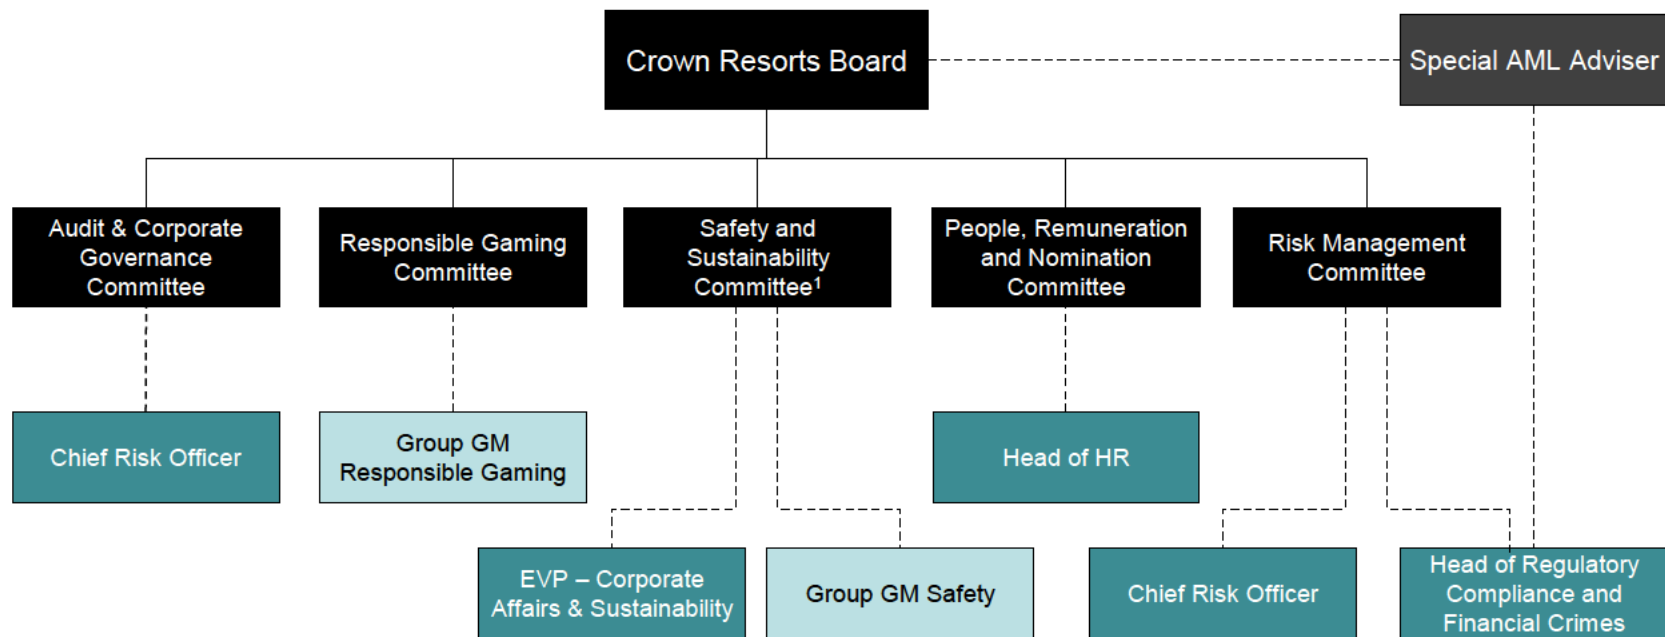 Crown Resorts Board
Special AML Adviser
Audit & Corporate
Governance
Committee
Responsible Gaming
Committee
Safety and
Sustainability
Committee¹
People, Remuneration
and Nomination
Committee
Risk Management
Committee
Chief Risk Officer
Group GM
Responsible Gaming
Head of HR
EVP – Corporate
Affairs & Sustainability
Group GM Safety
Chief Risk Officer
Head of Regulatory
Compliance and
Financial Crimes